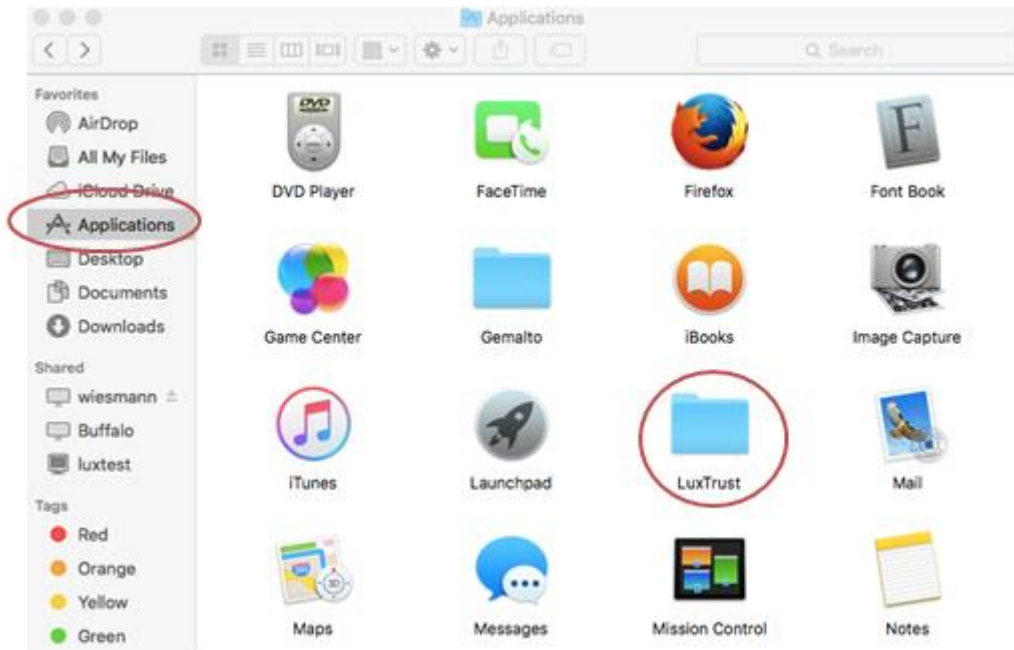 Applications
Search
Favorites
AirDrop
All My Files
iCloud Drive
Applications
Desktop
Documents
Downloads
Shared
wiesmann
Buffalo
luxtest
Tags
Red
Orange
Yellow
Green
DVD Player
FaceTime
Firefox
Font Book
Game Center
Gemalto
iBooks
Image Capture
iTunes
Launchpad
LuxTrust
Mail
Maps
Messages
Mission Control
Notes